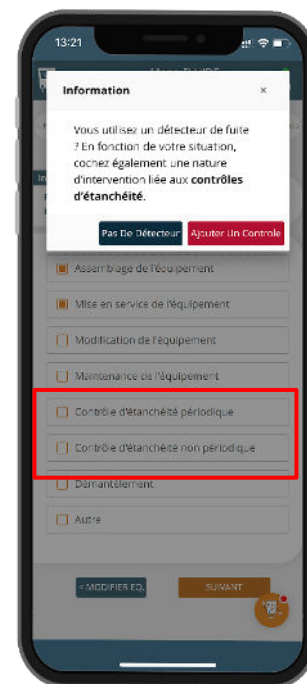 13:21
Information ×
Vous utilisez un détecteur de fuite
? En fonction de votre situation,
cochez également une nature
d'intervention liée aux contrôles
d'étanchéité.
Pas De Détecteur Ajouter Un Controle
Assemblage de l'équipement
Mise en service de l'équipement
Modification de l'équipement
Maintenance de l'équipement
Contrôle d'étanchéité périodique
Contrôle d'étanchéité non périodique
Démantèlement
Autre
< MODIFIER EQ. SUIVANT